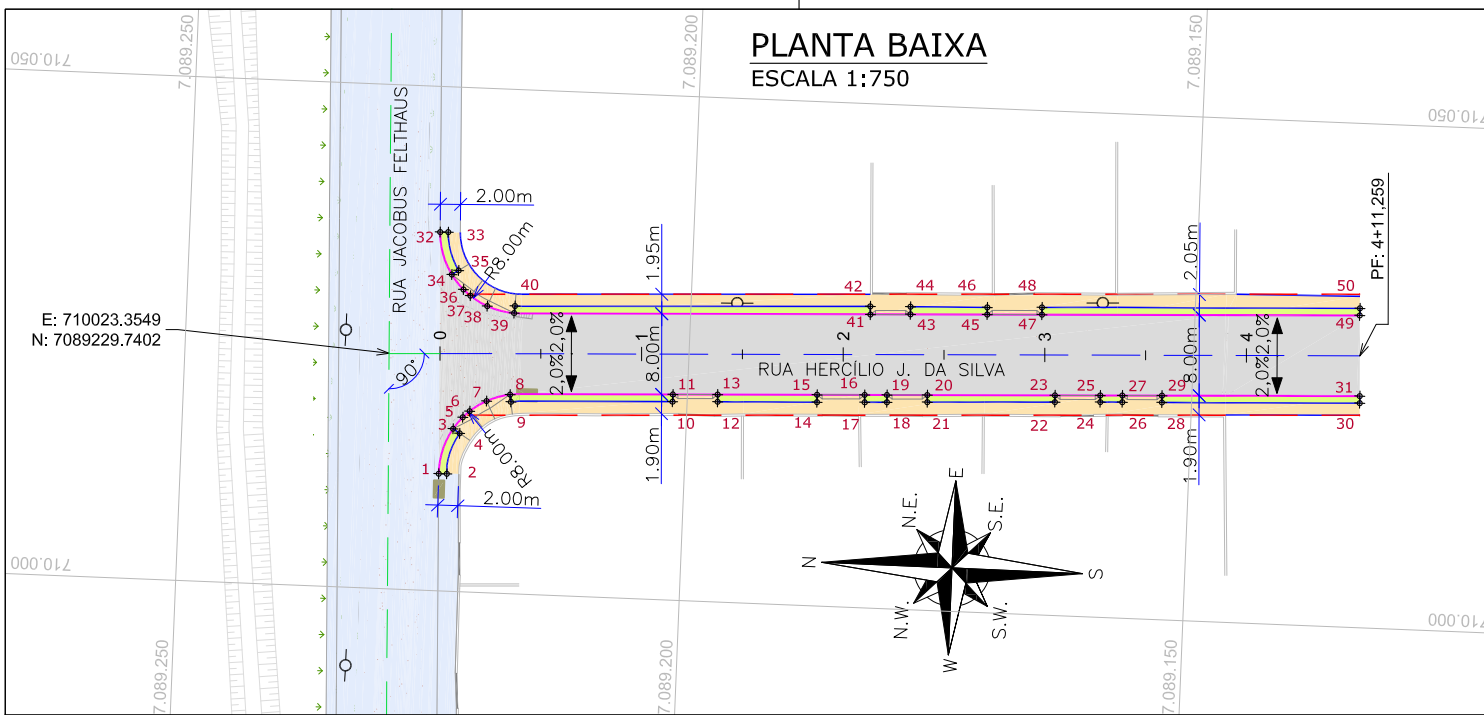 PLANTA BAIXA
ESCALA 1:750
7.089.250
7.089.200
7.089.150
710.050
710.050
RUA JACOBUS FELTHAUS
2.00m
32
33
34
35
36
37
38
39
40
R8.00m
1.95m
42
44
46
48
2.05m
50
PF: 4+11,259
41
43
45
47
49
E: 710023.3549
N: 7089229.7402
90°
0
1
2
3
4
2,0%
2,0%
8.00m
RUA HERCÍLIO J. DA SILVA
8.00m
2,0%
2,0%
1
2
3
4
5
6
7
8
9
11
13
15
16
19
20
23
25
27
29
31
10
12
14
17
18
21
22
24
26
28
30
R8.00m
2.00m
1.90m
1.90m
E
N.E.
S.E.
N
S
N.W.
S.W.
W
710.000
710.000
7.089.250
7.089.200
7.089.150